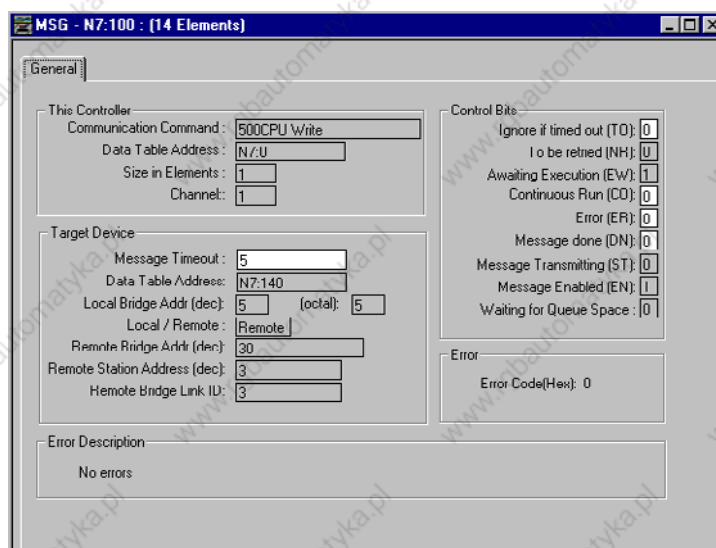 MSG - N7:100 : (14 Elements)
General
This Controller
Communication Command : 500CPU Write
Data Table Address : N7:0
Size in Elements : 1
Channel:: 1
Target Device
Message Timeout : 5
Data Table Address: N7:140
Local Bridge Addr (dec): 5 (octal): 5
Local / Remote : Remote
Remote Bridge Addr (dec): 30
Remote Station Address (dec): 3
Remote Bridge Link ID: 3
Control Bits
Ignore if timed out (TO): 0
To be retried (NR): 0
Awaiting Execution (EW): 1
Continuous Run (CO): 0
Error (ER): 0
Message done (DN): 0
Message Transmitting (ST): 0
Message Enabled (EN): 1
Waiting for Queue Space : 0
Error
Error Code(Hex): 0
Error Description
No errors
www.rgbautomatyka.pl